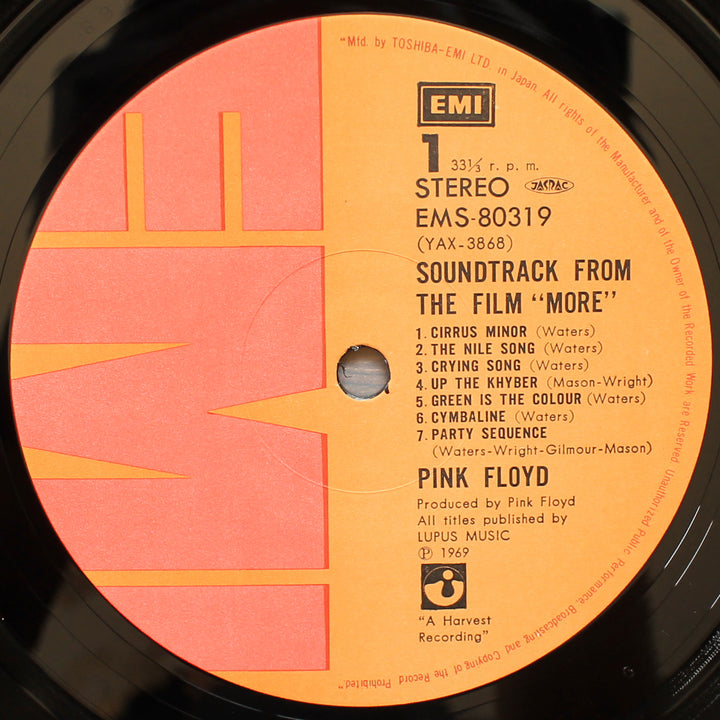 "Mfd. by TOSHIBA-EMI LTD. in Japan. All rights of the Manufacturer and of the Owner of the Recorded Work are Reserved Unauthorized Public Performance, Broadcasting and Copying of the Record Prohibited."
EMI
1 33⅓ r. p. m.
STEREO JASRAC
EMS-80319
(YAX-3868)
SOUNDTRACK FROM
THE FILM "MORE"
1. CIRRUS MINOR (Waters)
2. THE NILE SONG (Waters)
3. CRYING SONG (Waters)
4. UP THE KHYBER (Mason-Wright)
5. GREEN IS THE COLOUR (Waters)
6. CYMBALINE (Waters)
7. PARTY SEQUENCE
(Waters-Wright-Gilmour-Mason)
PINK FLOYD
Produced by Pink Floyd
All titles published by
LUPUS MUSIC
Ⓟ 1969
"A Harvest
Recording"
EMI